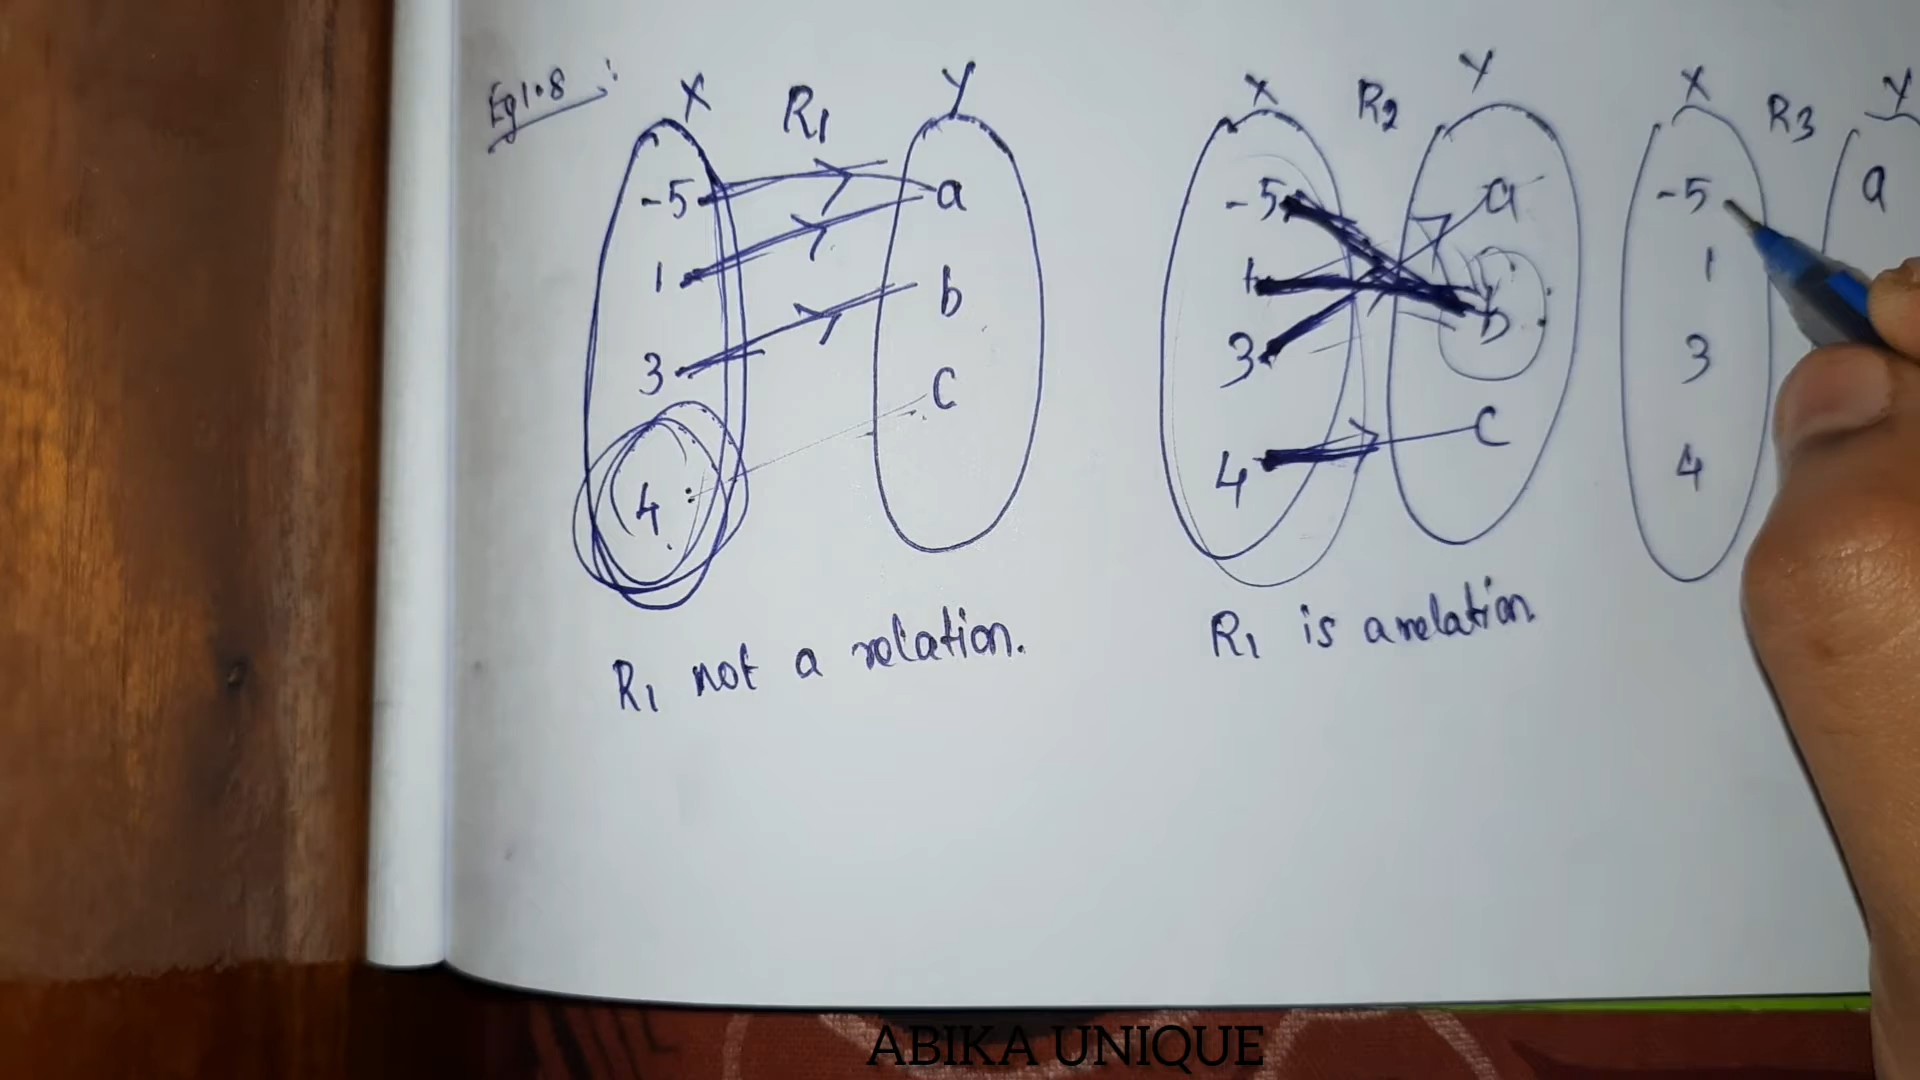 Eg 1.8 :
X R1 Y
-5 a
1 b
3 c
4
R1 not a relation.
X R2 Y
-5 a
1 b
3 c
4
R1 is a relation
X R3 Y
-5 a
1
3
4
ABIKA UNIQUE